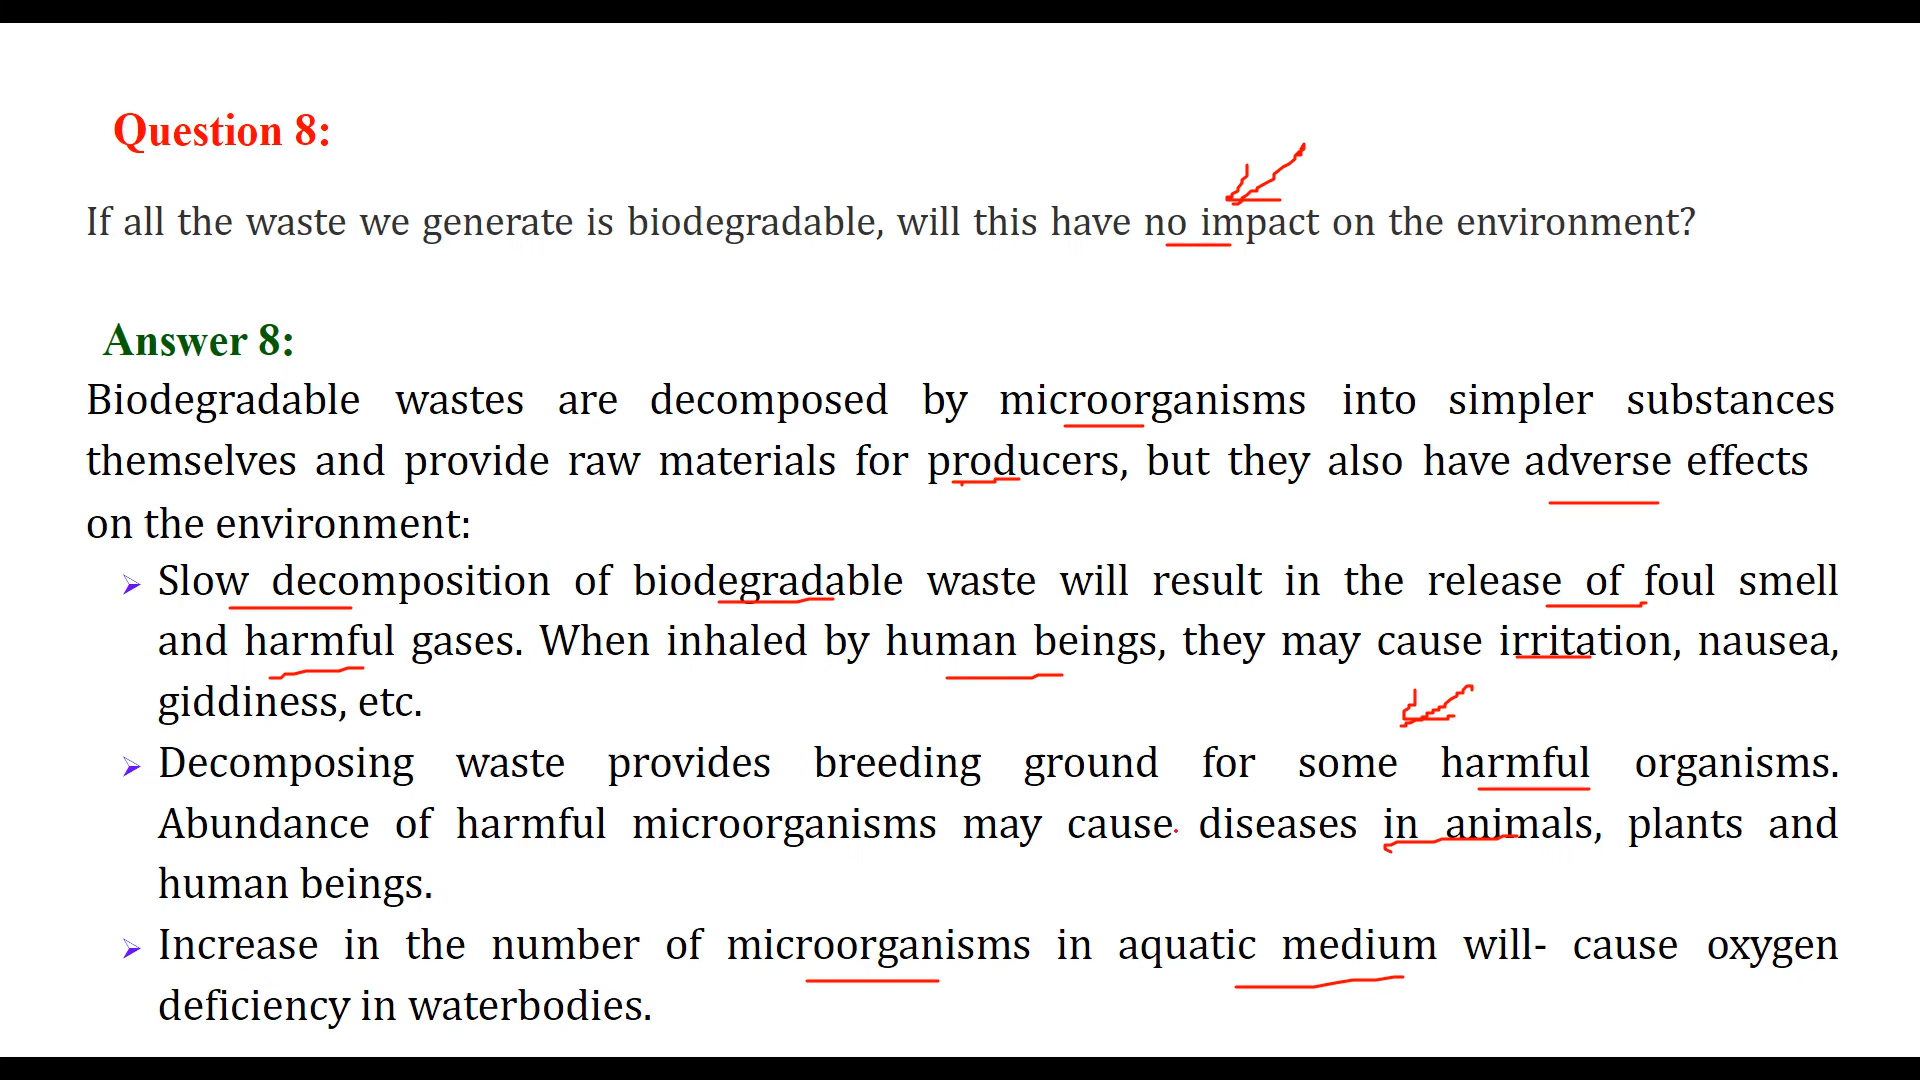 Question 8:
If all the waste we generate is biodegradable, will this have no impact on the environment?
Answer 8:
Biodegradable wastes are decomposed by microorganisms into simpler substances
themselves and provide raw materials for producers, but they also have adverse effects
on the environment:
➢ Slow decomposition of biodegradable waste will result in the release of foul smell
and harmful gases. When inhaled by human beings, they may cause irritation, nausea,
giddiness, etc.
➢ Decomposing waste provides breeding ground for some harmful organisms.
Abundance of harmful microorganisms may cause diseases in animals, plants and
human beings.
➢ Increase in the number of microorganisms in aquatic medium will- cause oxygen
deficiency in waterbodies.